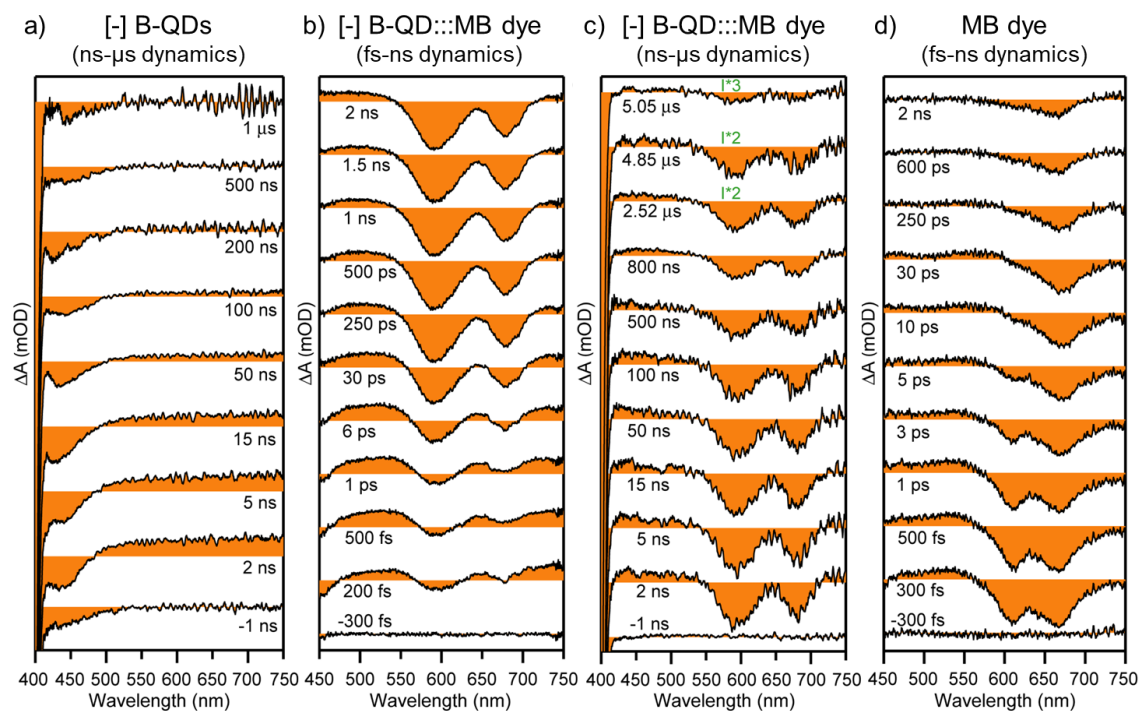 a)
[-] B-QDs
(ns-μs dynamics)
b)
[-] B-QD:::MB dye
(fs-ns dynamics)
c)
[-] B-QD:::MB dye
(ns-μs dynamics)
d)
MB dye
(fs-ns dynamics)
ΔA (mOD)
1 μs
500 ns
200 ns
100 ns
50 ns
15 ns
5 ns
2 ns
-1 ns
400 450 500 550 600 650 700 750
Wavelength (nm)
ΔA (mOD)
2 ns
1.5 ns
1 ns
500 ps
250 ps
30 ps
6 ps
1 ps
500 fs
200 fs
-300 fs
450 500 550 600 650 700 750
Wavelength (nm)
ΔA (mOD)
I*3
5.05 μs
I*2
4.85 μs
I*2
2.52 μs
800 ns
500 ns
100 ns
50 ns
15 ns
5 ns
2 ns
-1 ns
400 450 500 550 600 650 700 750
Wavelength (nm)
ΔA (mOD)
2 ns
600 ps
250 ps
30 ps
10 ps
5 ps
3 ps
1 ps
500 fs
300 fs
-300 fs
450 500 550 600 650 700 750
Wavelength (nm)